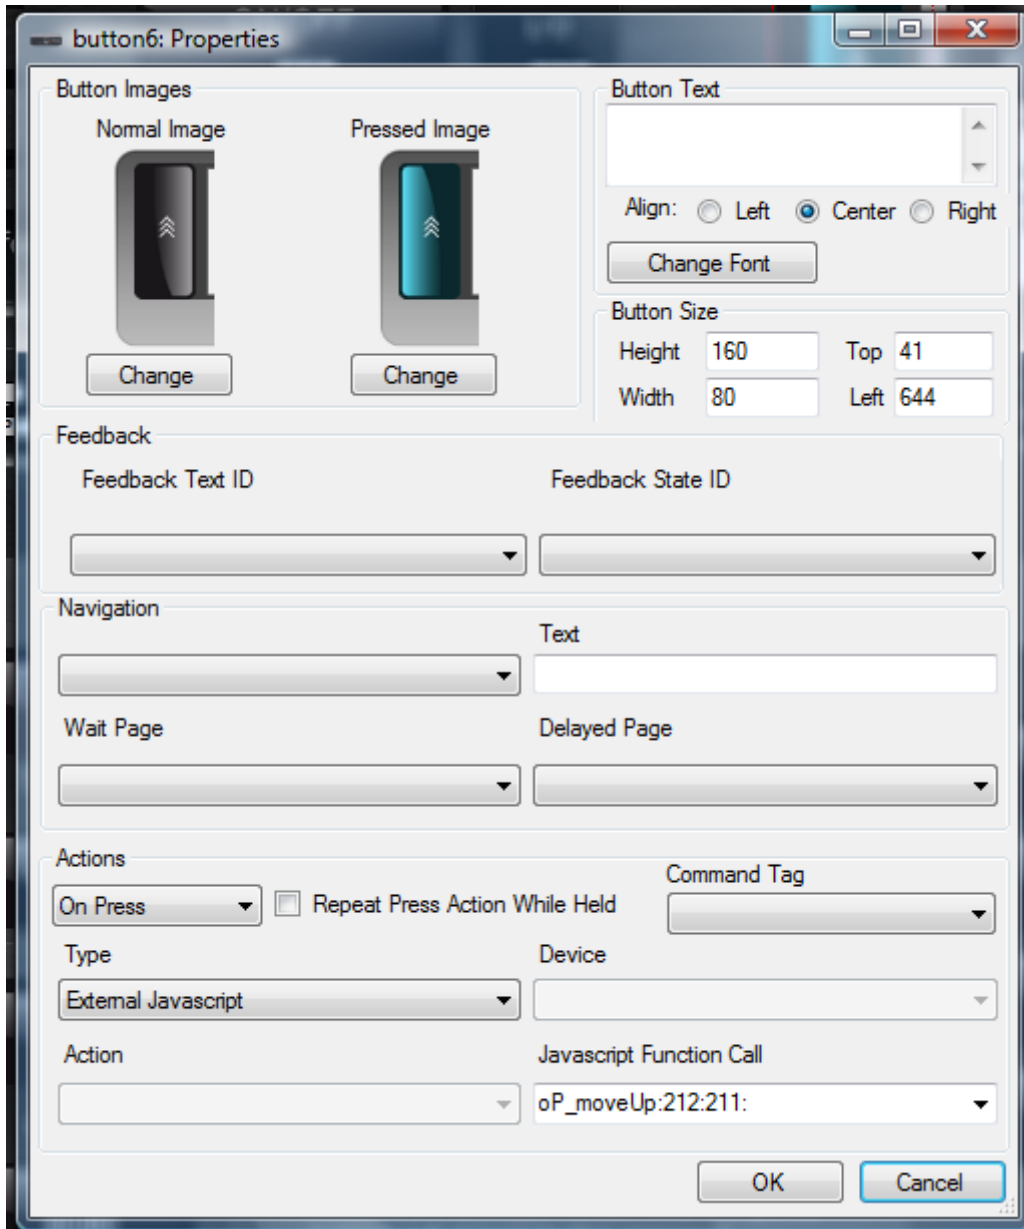 button6: Properties
Button Images
Normal Image Pressed Image
Change Change
Button Text
Align: Left Center Right
Change Font
Button Size
Height 160 Top 41
Width 80 Left 644
Feedback
Feedback Text ID Feedback State ID
Navigation
Text
Wait Page Delayed Page
Actions
Command Tag
On Press Repeat Press Action While Held
Type Device
External Javascript
Action Javascript Function Call
oP_moveUp:212:211:
OK Cancel